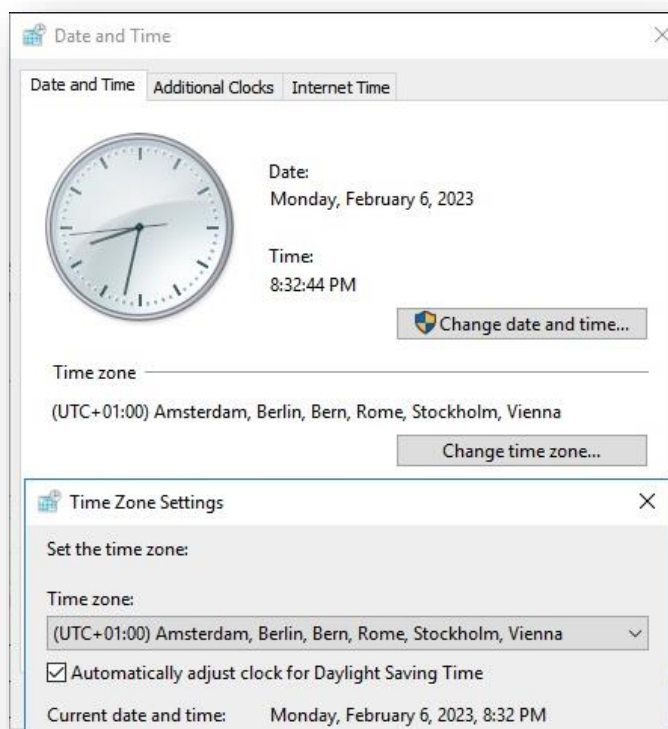 Date and Time
Date and Time Additional Clocks Internet Time
Date:
Monday, February 6, 2023
Time:
8:32:44 PM
Change date and time...
Time zone
(UTC+01:00) Amsterdam, Berlin, Bern, Rome, Stockholm, Vienna
Change time zone...
Time Zone Settings
Set the time zone:
Time zone:
(UTC+01:00) Amsterdam, Berlin, Bern, Rome, Stockholm, Vienna
Automatically adjust clock for Daylight Saving Time
Current date and time: Monday, February 6, 2023, 8:32 PM